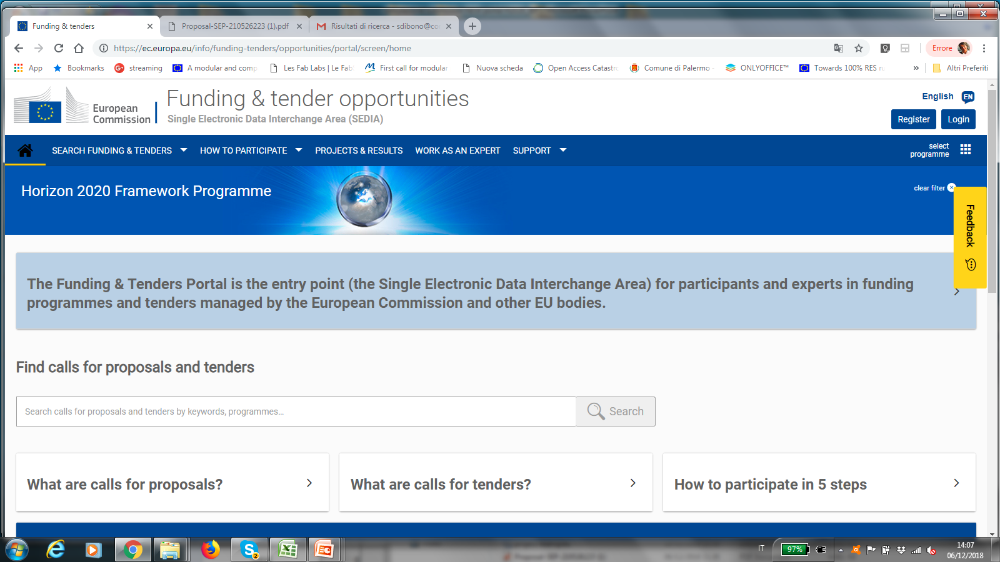 Funding & tenders
Proposal-SEP-210526223 (1).pdf
Risultati di ricerca - sdibono@co
https://ec.europa.eu/info/funding-tenders/opportunities/portal/screen/home
Errore
App
Bookmarks
streaming
A modular and comp
Les Fab Labs | Le Fab
First call for modular
Nuova scheda
Open Access Catastro
Comune di Palermo -
ONLYOFFICE™
Towards 100% RES ru
»
Altri Preferiti
European
Commission
Funding & tender opportunities
Single Electronic Data Interchange Area (SEDIA)
English EN
Register
Login
SEARCH FUNDING & TENDERS
HOW TO PARTICIPATE
PROJECTS & RESULTS
WORK AS AN EXPERT
SUPPORT
select
programme
Horizon 2020 Framework Programme
clear filter
Feedback
The Funding & Tenders Portal is the entry point (the Single Electronic Data Interchange Area) for participants and experts in funding
programmes and tenders managed by the European Commission and other EU bodies.
Find calls for proposals and tenders
Search calls for proposals and tenders by keywords, programmes...
Search
What are calls for proposals?
What are calls for tenders?
How to participate in 5 steps
2
IT
97%
14:07
06/12/2018